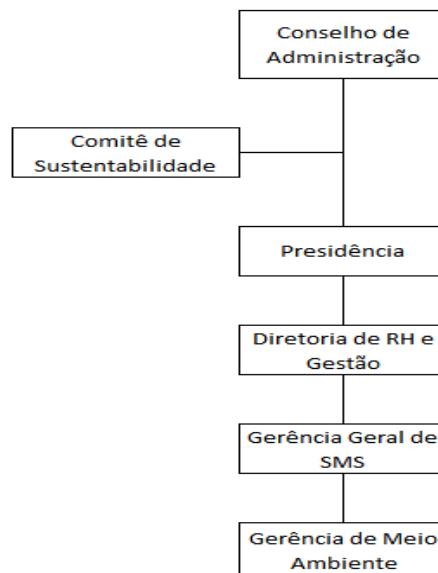 Conselho de
Administração
Comitê de
Sustentabilidade
Presidência
Diretoria de RH e
Gestão
Gerência Geral de
SMS
Gerência de Meio
Ambiente